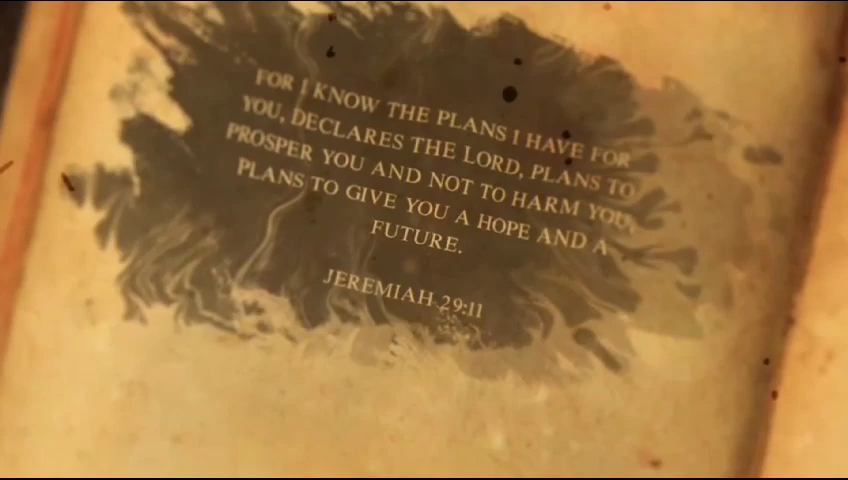 FOR I KNOW THE PLANS I HAVE FOR
YOU, DECLARES THE LORD, PLANS TO
PROSPER YOU AND NOT TO HARM YOU,
PLANS TO GIVE YOU A HOPE AND A
FUTURE.
JEREMIAH 29:11